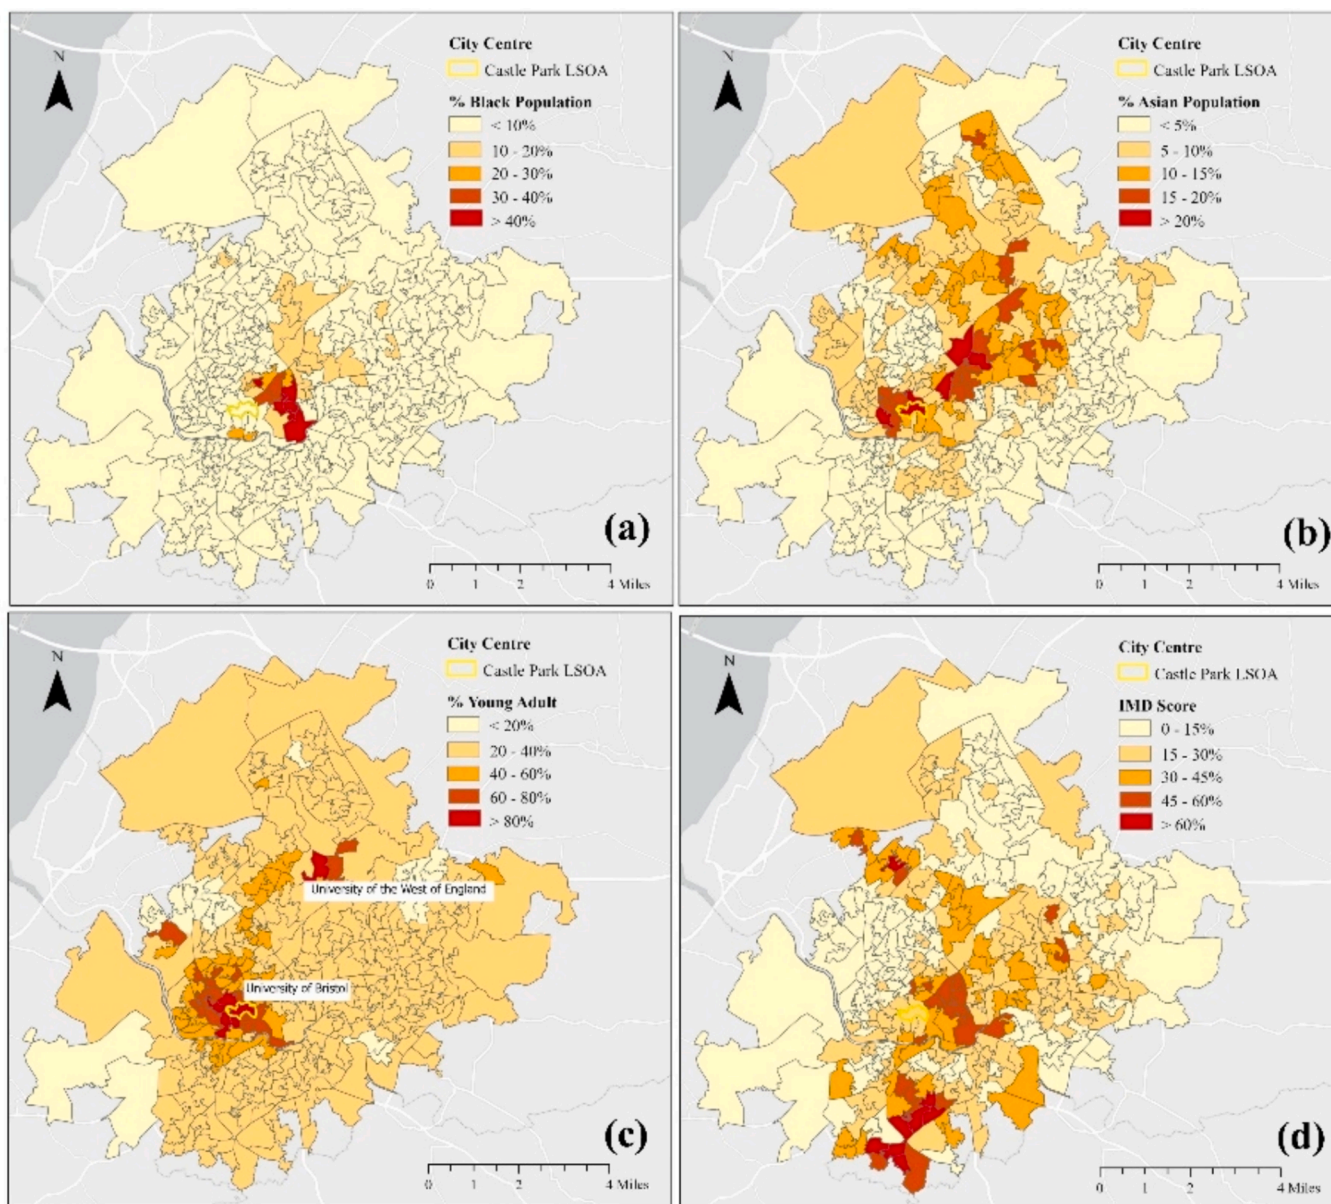 City Centre
Castle Park LSOA
N
% Black Population
< 10%
10 - 20%
20 - 30%
30 - 40%
> 40%
(a)
0 1 2 4 Miles
City Centre
Castle Park LSOA
N
% Asian Population
< 5%
5 - 10%
10 - 15%
15 - 20%
> 20%
(b)
0 1 2 4 Miles
City Centre
Castle Park LSOA
N
% Young Adult
< 20%
20 - 40%
40 - 60%
60 - 80%
> 80%
University of the West of England
University of Bristol
(c)
0 1 2 4 Miles
City Centre
Castle Park LSOA
N
IMD Score
0 - 15%
15 - 30%
30 - 45%
45 - 60%
> 60%
(d)
0 1 2 4 Miles